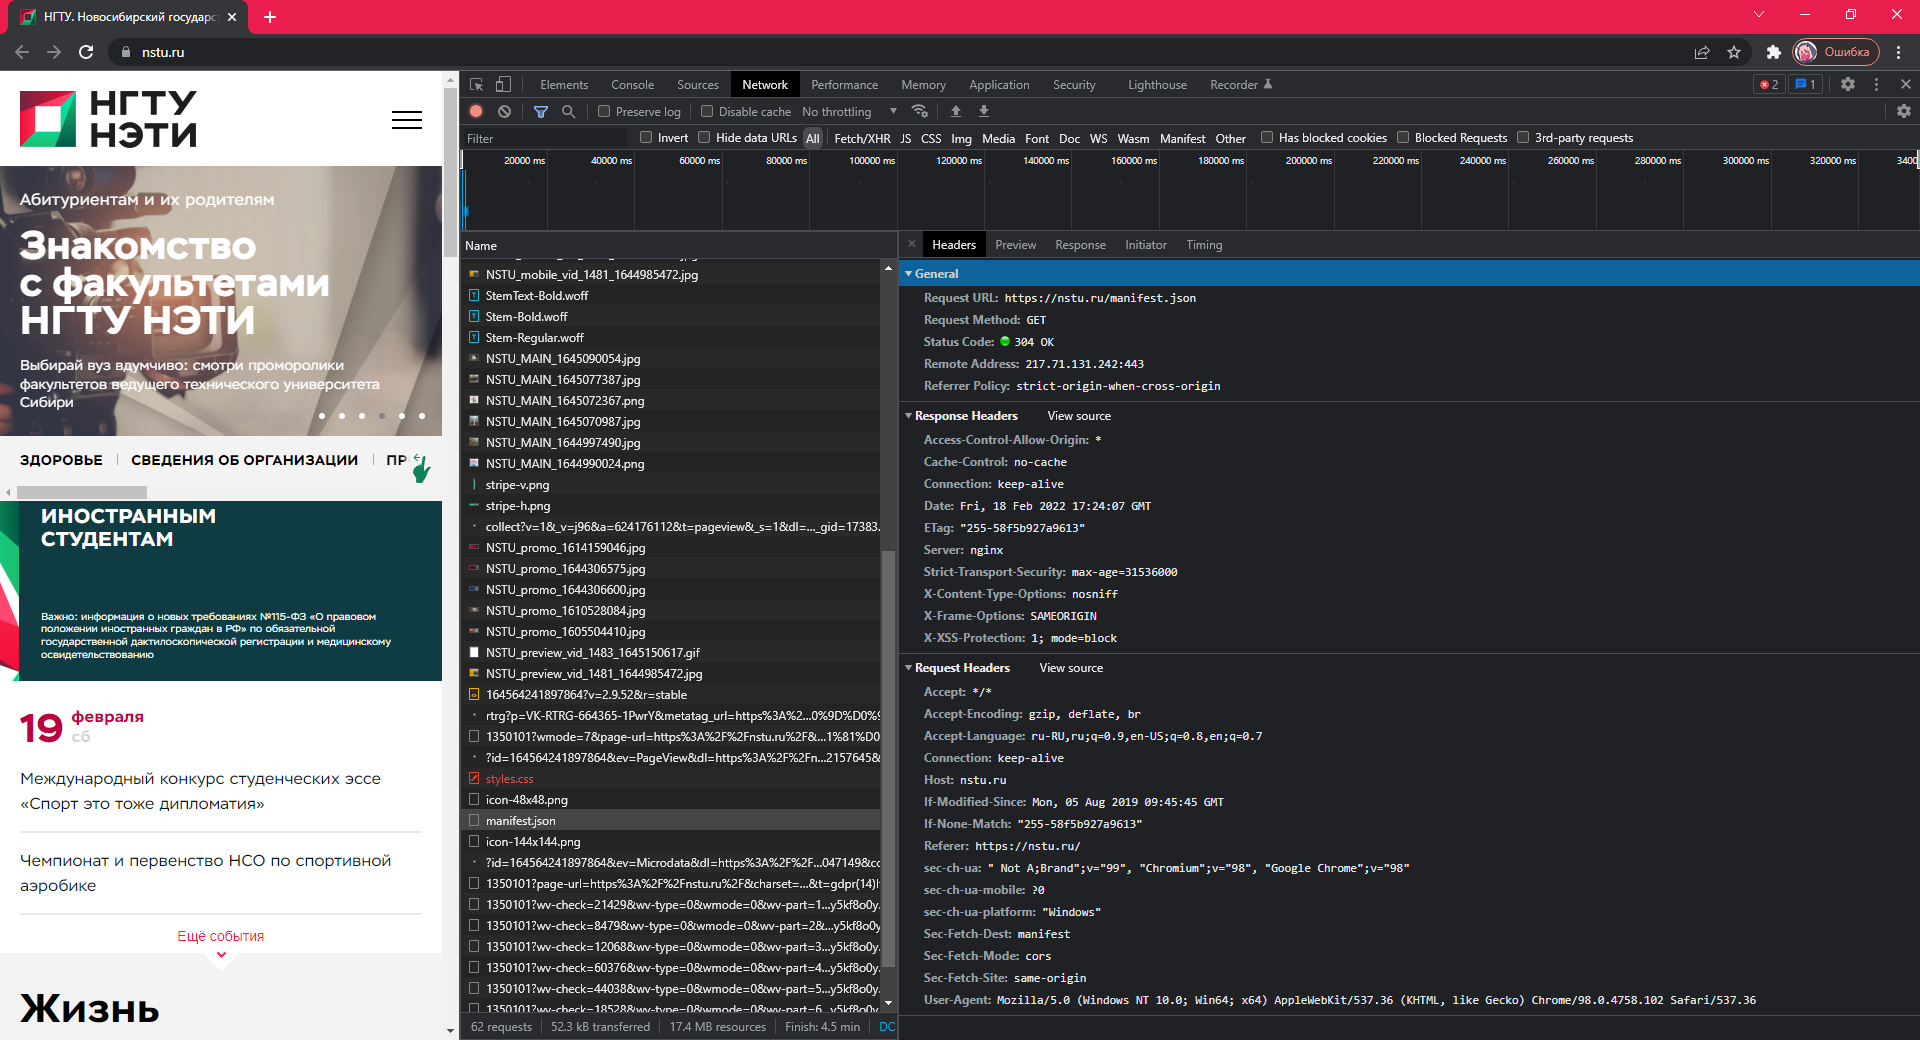 НГТУ. Новосибирский государст
nstu.ru
Ошибка
НГТУ
НЭТИ
Абитуриентам и их родителям
Знакомство
с факультетами
НГТУ НЭТИ
Выбирай вуз вдумчиво: смотри проморолики
факультетов ведущего технического университета
Сибири
ЗДОРОВЬЕ
СВЕДЕНИЯ ОБ ОРГАНИЗАЦИИ
ПР
ИНОСТРАННЫМ
СТУДЕНТАМ
Важно: информация о новых требованиях №115-ФЗ «О правовом
положении иностранных граждан в РФ» по обязательной
государственной дактилоскопической регистрации и медицинскому
освидетельствованию
19 февраля
сб
Международный конкурс студенческих эссе
«Спорт это тоже дипломатия»
Чемпионат и первенство НСО по спортивной
аэробике
Ещё события
Жизнь
Elements Console Sources Network Performance Memory Application Security Lighthouse Recorder 2 1
Preserve log Disable cache No throttling
Filter Invert Hide data URLs All Fetch/XHR JS CSS Img Media Font Doc WS Wasm Manifest Other Has blocked cookies Blocked Requests 3rd-party requests
20000 ms 40000 ms 60000 ms 80000 ms 100000 ms 120000 ms 140000 ms 160000 ms 180000 ms 200000 ms 220000 ms 240000 ms 260000 ms 280000 ms 300000 ms 320000 ms 3400
Name
NSTU_mobile_vid_1481_1644985472.jpg
StemText-Bold.woff
Stem-Bold.woff
Stem-Regular.woff
NSTU_MAIN_1645090054.jpg
NSTU_MAIN_1645077387.jpg
NSTU_MAIN_1645072367.png
NSTU_MAIN_1645070987.jpg
NSTU_MAIN_1644997490.jpg
NSTU_MAIN_1644990024.png
stripe-v.png
stripe-h.png
collect?v=1&_v=j96&a=624176112&t=pageview&_s=1&dl=..._gid=17383.
NSTU_promo_1614159046.jpg
NSTU_promo_1644306575.jpg
NSTU_promo_1644306600.jpg
NSTU_promo_1610528084.jpg
NSTU_promo_1605504410.jpg
NSTU_preview_vid_1483_1645150617.gif
NSTU_preview_vid_1481_1644985472.jpg
164564241897864?v=2.9.52&r=stable
rtrg?p=VK-RTRG-664365-1PwrY&metatag_url=https%3A%2...0%9D%D0%9
1350101?wmode=7&page-url=https%3A%2F%2Fnstu.ru%2F&...1%81%D0
?id=164564241897864&ev=PageView&dl=https%3A%2F%2Fn...2157645&
styles.css
icon-48x48.png
manifest.json
icon-144x144.png
?id=164564241897864&ev=Microdata&dl=https%3A%2F%2F...047149&cc
1350101?page-url=https%3A%2F%2Fnstu.ru%2F&charset=...&t=gdpr(14)
1350101?wv-check=21429&wv-type=0&wmode=0&wv-part=1...y5kf8o0y.
1350101?wv-check=8479&wv-type=0&wmode=0&wv-part=2&...y5kf8o0y.
1350101?wv-check=12068&wv-type=0&wmode=0&wv-part=3...y5kf8o0y.
1350101?wv-check=60376&wv-type=0&wmode=0&wv-part=4...y5kf8o0y.
1350101?wv-check=44038&wv-type=0&wmode=0&wv-part=5...y5kf8o0y.
1350101?wv-check=18528&wv-type=0&wmode=0&wv-part=6...y5kf8o0y.
62 requests 52.3 kB transferred 17.4 MB resources Finish: 4.5 min DC
Headers Preview Response Initiator Timing
General
Request URL: https://nstu.ru/manifest.json
Request Method: GET
Status Code: 304 OK
Remote Address: 217.71.131.242:443
Referrer Policy: strict-origin-when-cross-origin
Response Headers View source
Access-Control-Allow-Origin: *
Cache-Control: no-cache
Connection: keep-alive
Date: Fri, 18 Feb 2022 17:24:07 GMT
ETag: "255-58f5b927a9613"
Server: nginx
Strict-Transport-Security: max-age=31536000
X-Content-Type-Options: nosniff
X-Frame-Options: SAMEORIGIN
X-XSS-Protection: 1; mode=block
Request Headers View source
Accept: */*
Accept-Encoding: gzip, deflate, br
Accept-Language: ru-RU,ru;q=0.9,en-US;q=0.8,en;q=0.7
Connection: keep-alive
Host: nstu.ru
If-Modified-Since: Mon, 05 Aug 2019 09:45:45 GMT
If-None-Match: "255-58f5b927a9613"
Referer: https://nstu.ru/
sec-ch-ua: " Not A;Brand";v="99", "Chromium";v="98", "Google Chrome";v="98"
sec-ch-ua-mobile: ?0
sec-ch-ua-platform: "Windows"
Sec-Fetch-Dest: manifest
Sec-Fetch-Mode: cors
Sec-Fetch-Site: same-origin
User-Agent: Mozilla/5.0 (Windows NT 10.0; Win64; x64) AppleWebKit/537.36 (KHTML, like Gecko) Chrome/98.0.4758.102 Safari/537.36